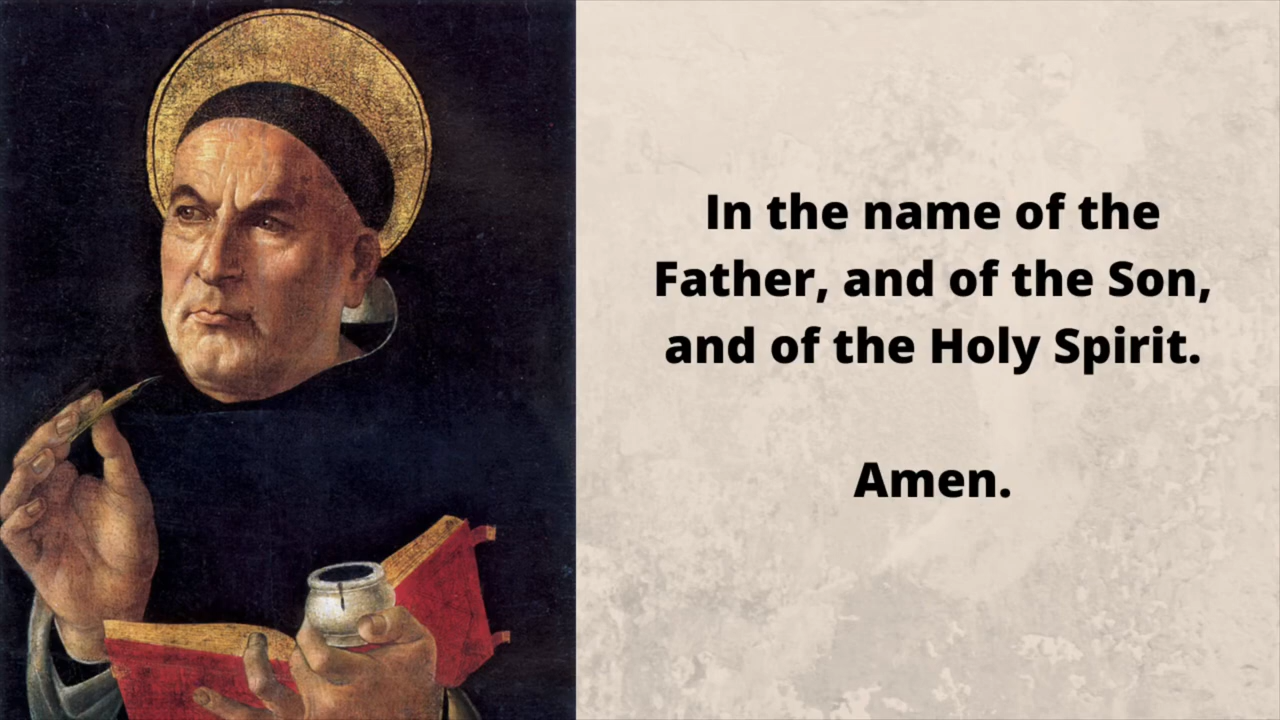 In the name of the
Father, and of the Son,
and of the Holy Spirit.
Amen.